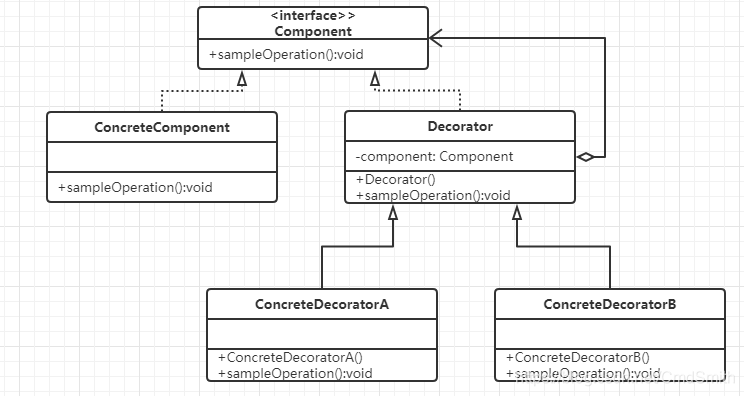 <interface>>
Component
+sampleOperation():void
ConcreteComponent
+sampleOperation():void
Decorator
-component: Component
+Decorator()
+sampleOperation():void
ConcreteDecoratorA
+ConcreteDecoratorA()
+sampleOperation():void
ConcreteDecoratorB
+ConcreteDecoratorB()
+sampleOperation():void